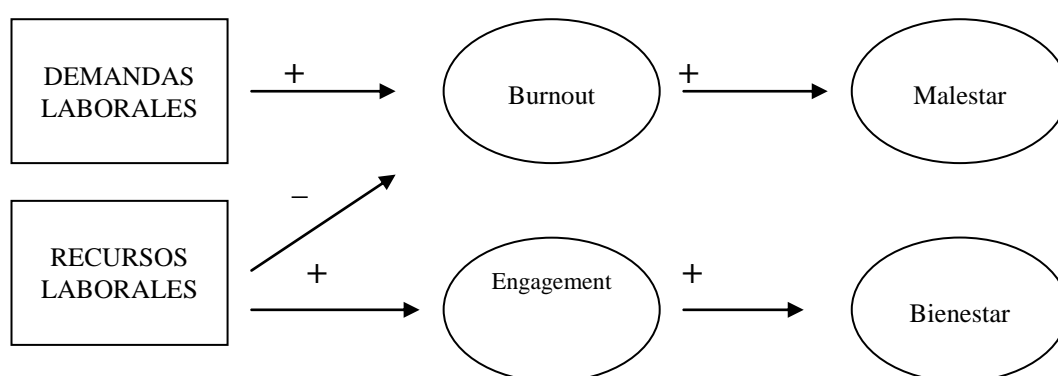 DEMANDAS
LABORALES
+
Burnout
+
Malestar
−
RECURSOS
LABORALES
+
Engagement
+
Bienestar